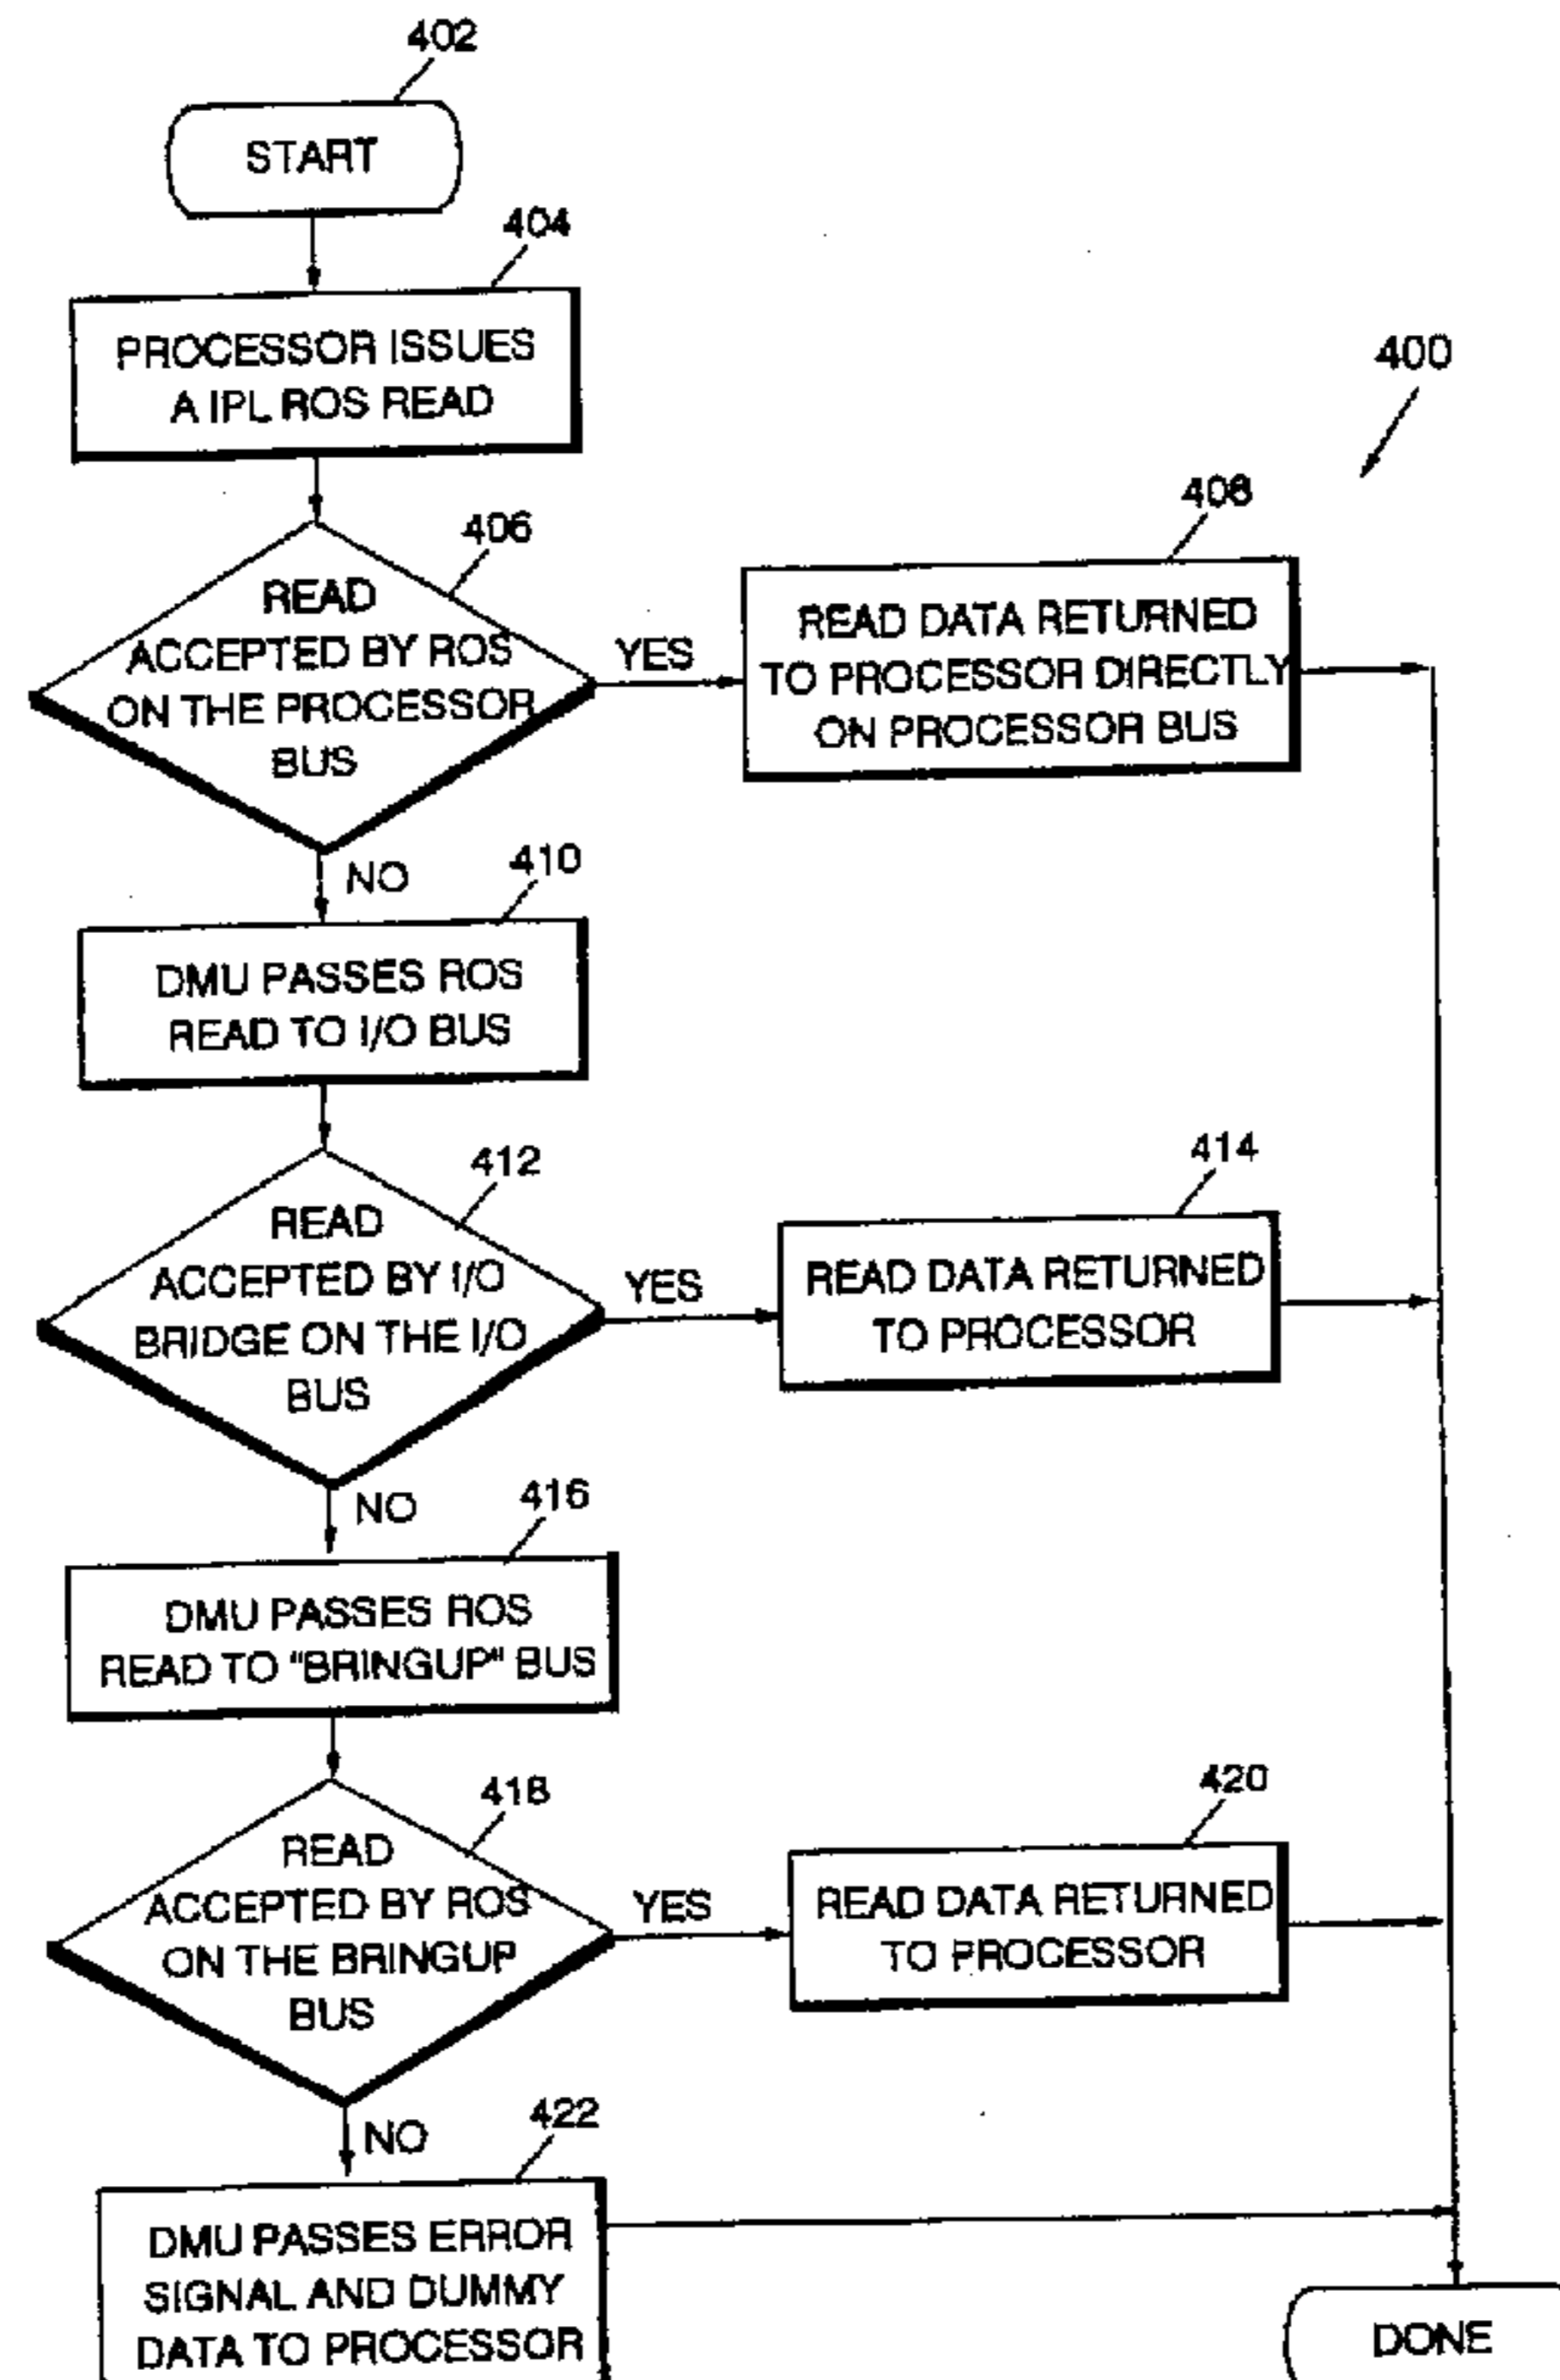 402
START
404
PROCESSOR ISSUES
A IPL ROS READ
400
406
READ
ACCEPTED BY ROS
ON THE PROCESSOR
BUS
YES
408
READ DATA RETURNED
TO PROCESSOR DIRECTLY
ON PROCESSOR BUS
NO
410
DMU PASSES ROS
READ TO I/O BUS
412
READ
ACCEPTED BY I/O
BRIDGE ON THE I/O
BUS
YES
414
READ DATA RETURNED
TO PROCESSOR
NO
416
DMU PASSES ROS
READ TO "BRINGUP" BUS
418
READ
ACCEPTED BY ROS
ON THE BRINGUP
BUS
YES
420
READ DATA RETURNED
TO PROCESSOR
NO
422
DMU PASSES ERROR
SIGNAL AND DUMMY
DATA TO PROCESSOR
DONE